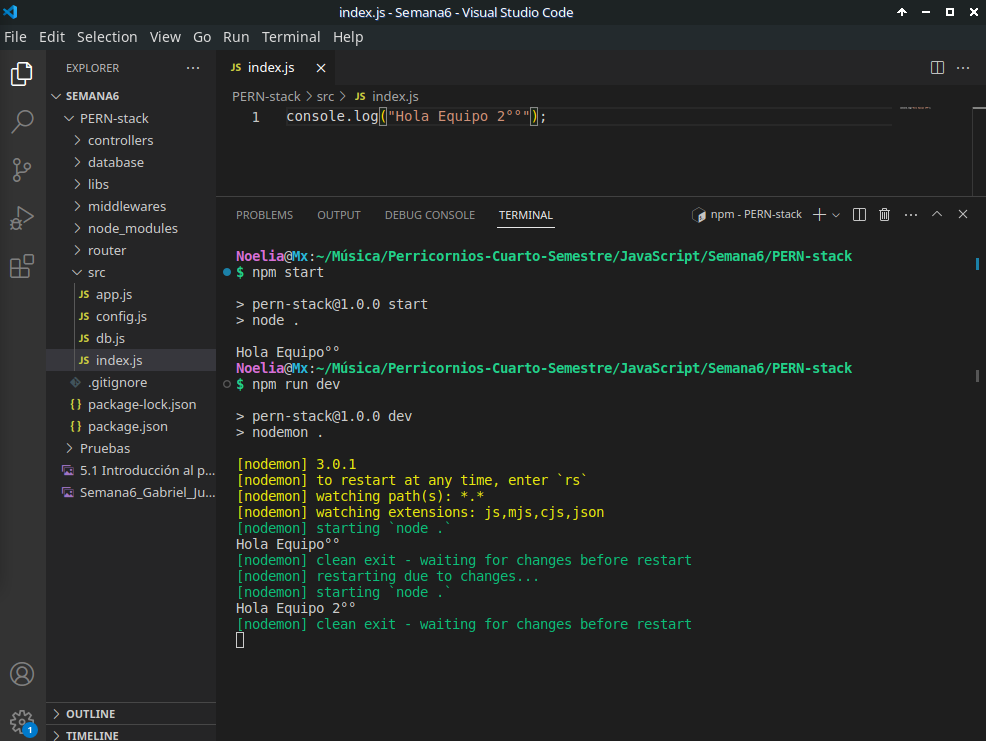 index.js - Semana6 - Visual Studio Code
File Edit Selection View Go Run Terminal Help
EXPLORER
SEMANA6
PERN-stack
controllers
database
libs
middlewares
node_modules
router
src
JS app.js
JS config.js
JS db.js
JS index.js
.gitignore
{} package-lock.json
{} package.json
Pruebas
5.1 Introducción al p...
Semana6_Gabriel_Ju...
OUTLINE
TIMELINE
1
JS index.js
PERN-stack > src > JS index.js
1 console.log("Hola Equipo 2°°");
PROBLEMS OUTPUT DEBUG CONSOLE TERMINAL npm - PERN-stack
Noelia@Mx:~/Música/Perricornios-Cuarto-Semestre/JavaScript/Semana6/PERN-stack
$ npm start
> pern-stack@1.0.0 start
> node .
Hola Equipo°°
Noelia@Mx:~/Música/Perricornios-Cuarto-Semestre/JavaScript/Semana6/PERN-stack
$ npm run dev
> pern-stack@1.0.0 dev
> nodemon .
[nodemon] 3.0.1
[nodemon] to restart at any time, enter `rs`
[nodemon] watching path(s): *.*
[nodemon] watching extensions: js,mjs,cjs,json
[nodemon] starting `node .`
Hola Equipo°°
[nodemon] clean exit - waiting for changes before restart
[nodemon] restarting due to changes...
[nodemon] starting `node .`
Hola Equipo 2°°
[nodemon] clean exit - waiting for changes before restart